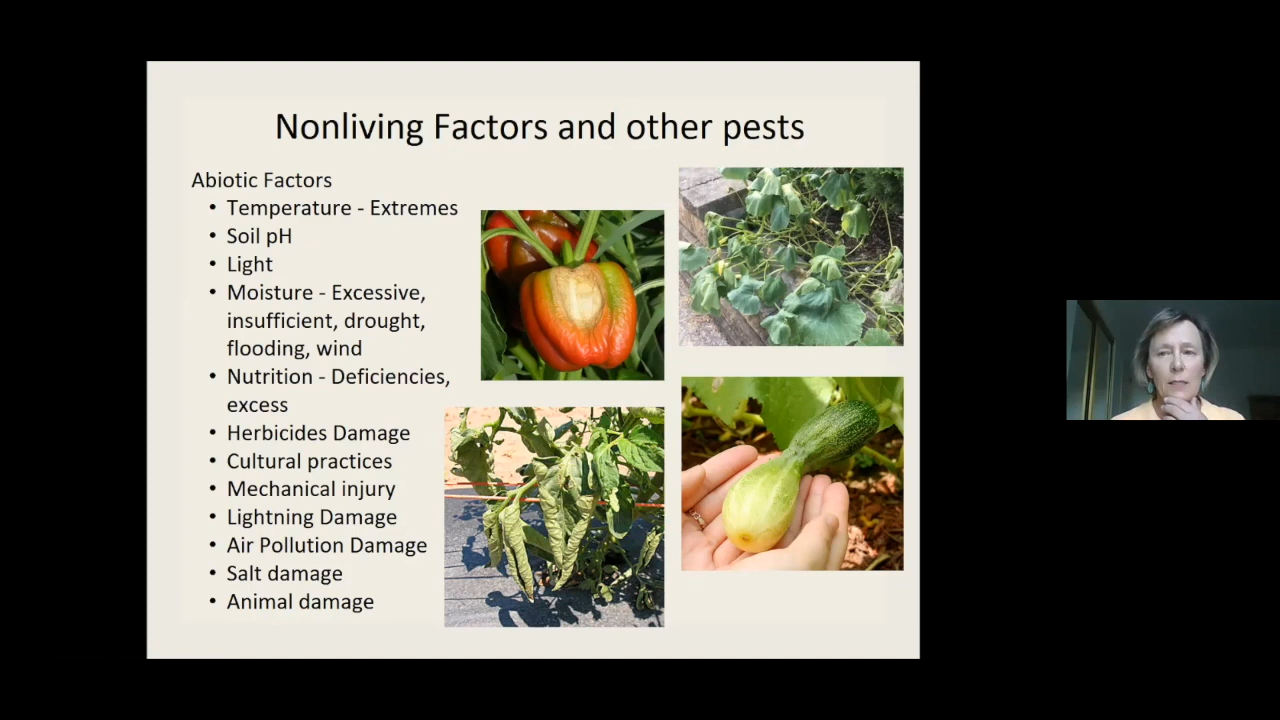 Nonliving Factors and other pests
Abiotic Factors
• Temperature - Extremes
• Soil pH
• Light
• Moisture - Excessive,
insufficient, drought,
flooding, wind
• Nutrition - Deficiencies,
excess
• Herbicides Damage
• Cultural practices
• Mechanical injury
• Lightning Damage
• Air Pollution Damage
• Salt damage
• Animal damage